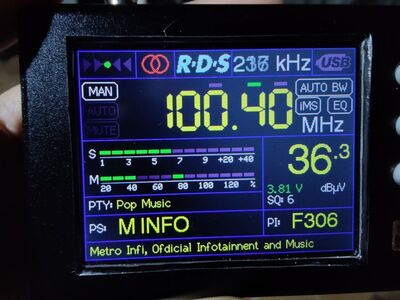 R·D·S 236 kHz USB
MAN 100.40 AUTO BW
AUTO iMS EQ
MUTE MHz
S 1 3 5 7 9 +20 +40 36.3
M 20 40 60 80 100 120 % 3.81 V dBµV
PTY: Pop Music SQ: 6
PS: M INFO PI: F306
Metro Infi, Ofdicial Infotainnent and Music